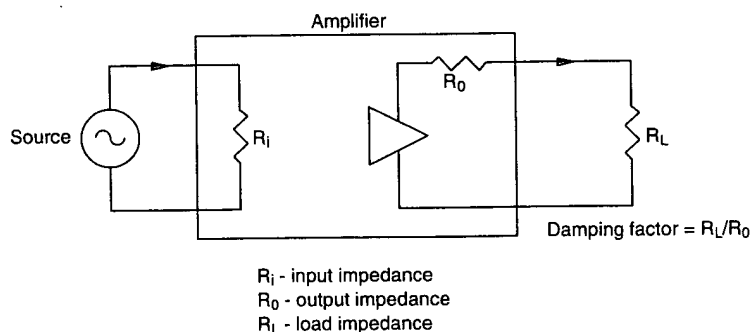 Amplifier
Source
Ri
R0
RL
Damping factor = RL/R0
Ri - input impedance
R0 - output impedance
RL - load impedance